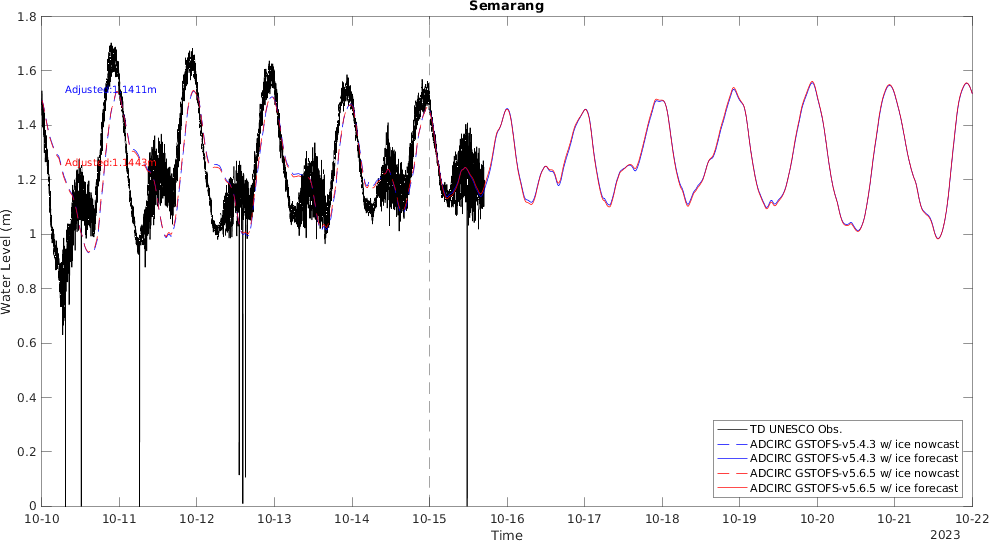 Semarang
1.8
1.6
1.4
1.2
1
0.8
0.6
0.4
0.2
0
Water Level (m)
Adjusted:1.1411m
Adjusted:1.1443m
TD UNESCO Obs.
ADCIRC GSTOFS-v5.4.3 w/ ice nowcast
ADCIRC GSTOFS-v5.4.3 w/ ice forecast
ADCIRC GSTOFS-v5.6.5 w/ ice nowcast
ADCIRC GSTOFS-v5.6.5 w/ ice forecast
10-10 10-11 10-12 10-13 10-14 10-15 10-16 10-17 10-18 10-19 10-20 10-21 10-22
Time
2023